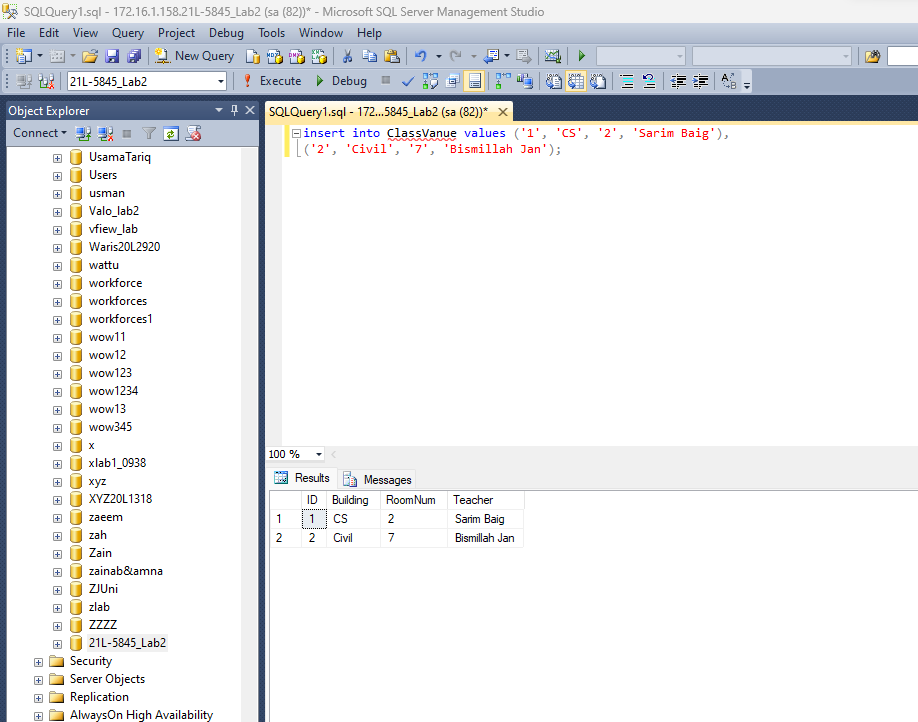 SQLQuery1.sql - 172.16.1.158.21L-5845_Lab2 (sa (82))* - Microsoft SQL Server Management Studio
File Edit View Query Project Debug Tools Window Help
New Query
21L-5845_Lab2 Execute Debug
Object Explorer
Connect
UsamaTariq
Users
usman
Valo_lab2
vfiew_lab
Waris20L2920
wattu
workforce
workforces
workforces1
wow11
wow12
wow123
wow1234
wow13
wow345
x
xlab1_0938
xyz
XYZ20L1318
zaeem
zah
Zain
zainab&amna
ZJUni
zlab
ZZZZ
21L-5845_Lab2
Security
Server Objects
Replication
AlwaysOn High Availability
SQLQuery1.sql - 172...5845_Lab2 (sa (82))*
insert into ClassVanue values ('1', 'CS', '2', 'Sarim Baig'),
('2', 'Civil', '7', 'Bismillah Jan');
100 %
Results Messages
ID Building RoomNum Teacher
1 1 CS 2 Sarim Baig
2 2 Civil 7 Bismillah Jan